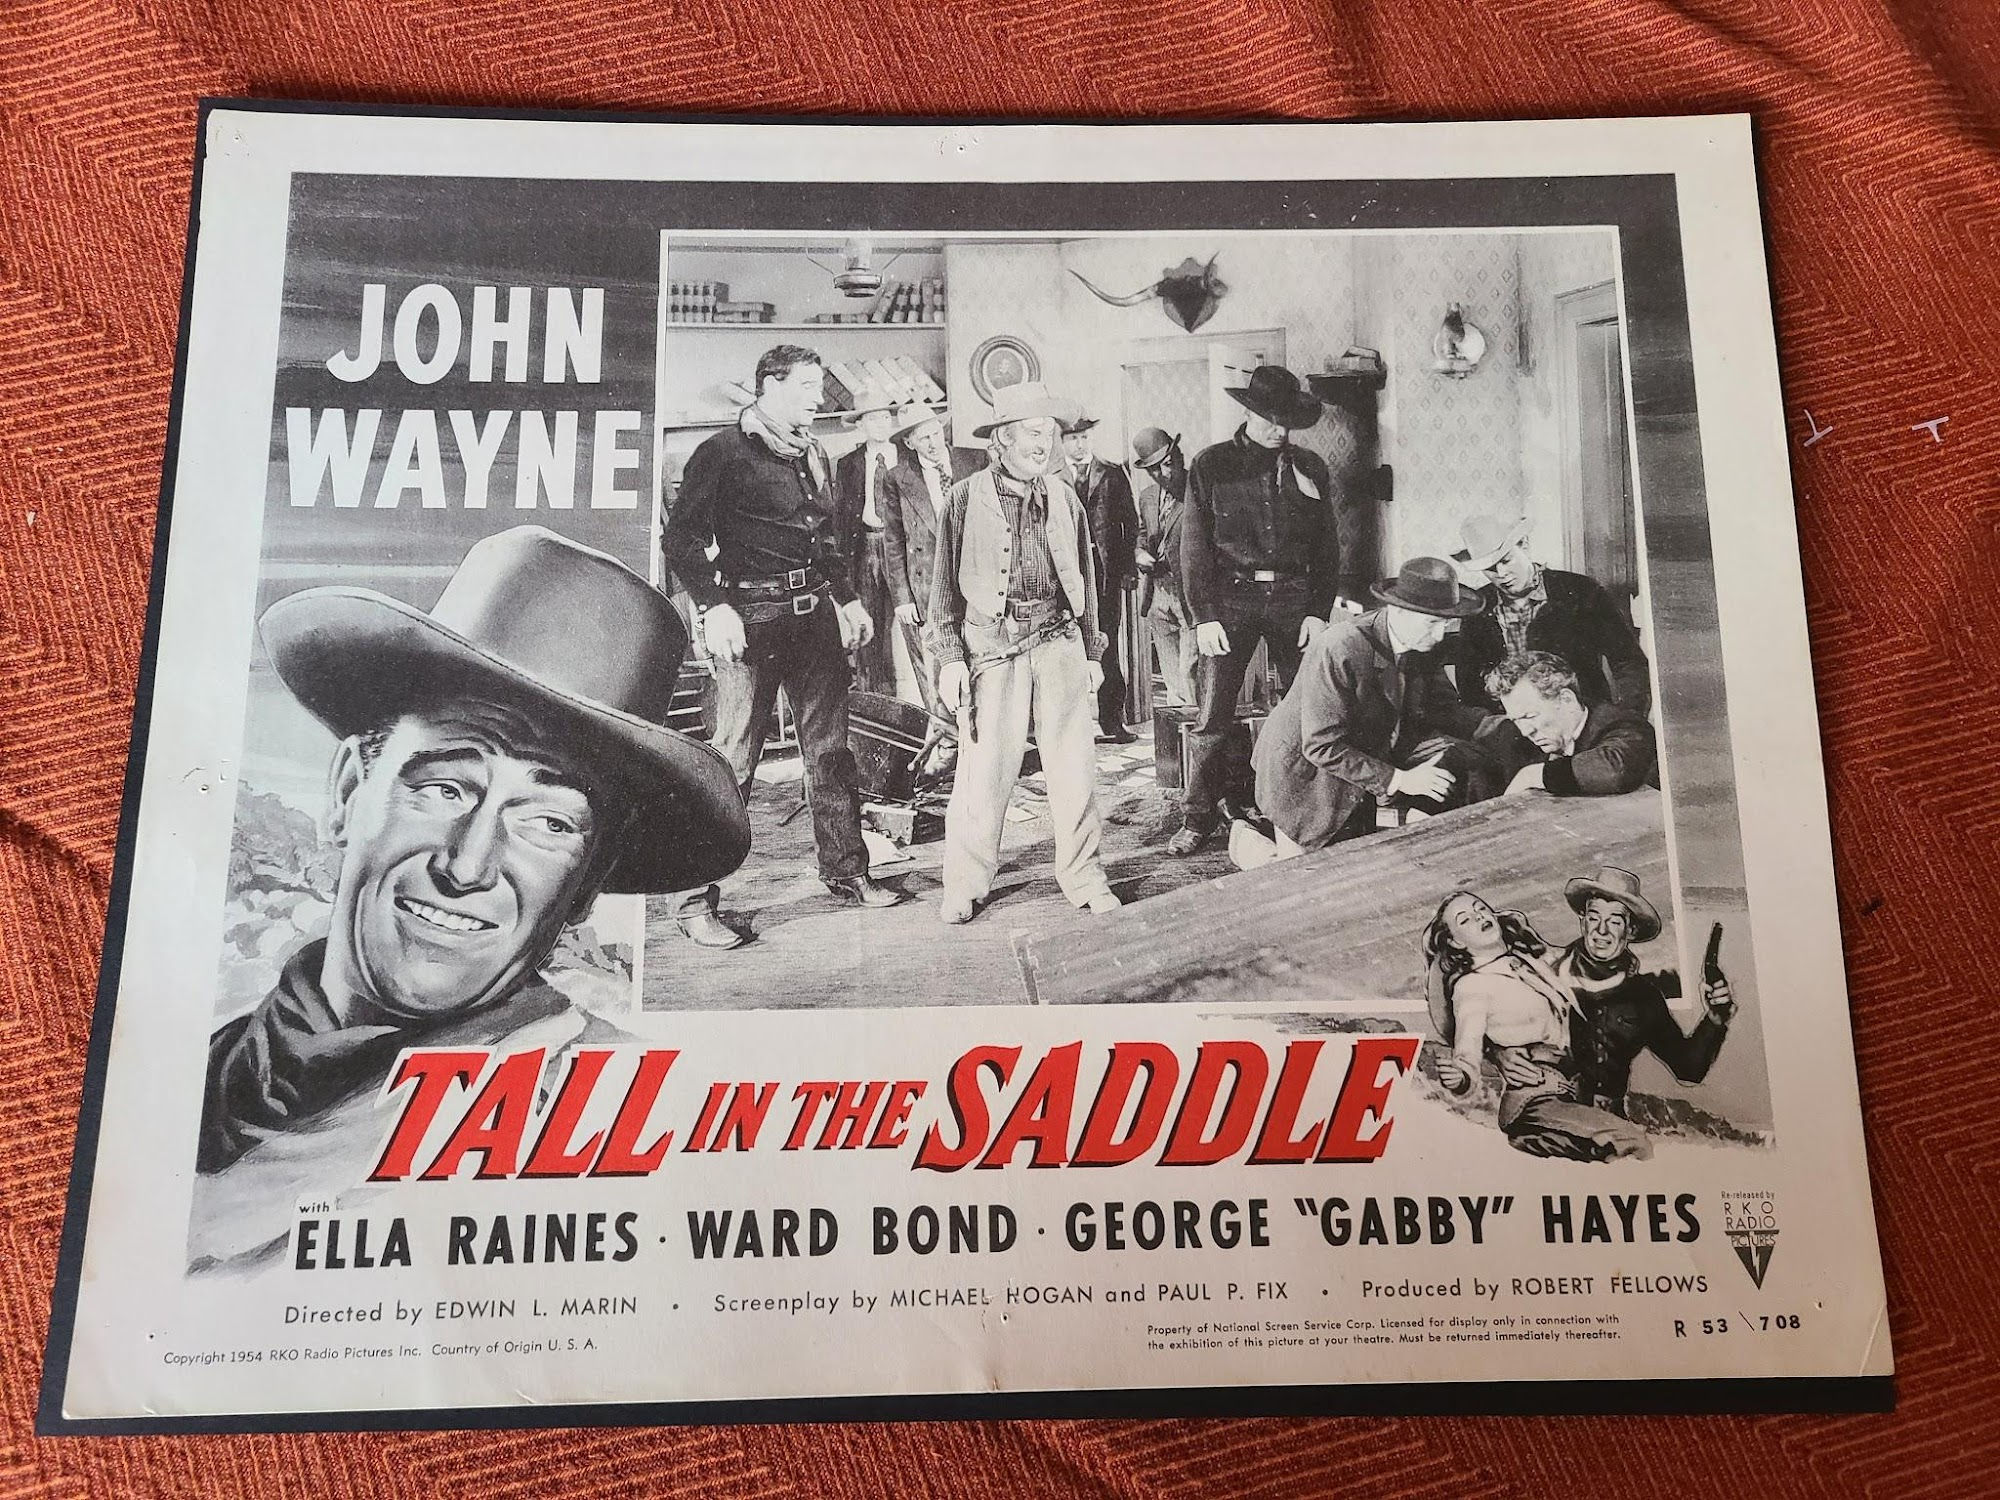 JOHN
WAYNE
TALL IN THE SADDLE
with
ELLA RAINES · WARD BOND · GEORGE "GABBY" HAYES
Re-released by
RKO
RADIO
PICTURES
Directed by EDWIN L. MARIN • Screenplay by MICHAEL HOGAN and PAUL P. FIX • Produced by ROBERT FELLOWS
Copyright 1954 RKO Radio Pictures Inc. Country of Origin U. S. A.
Property of National Screen Service Corp. Licensed for display only in connection with
the exhibition of this picture at your theatre. Must be returned immediately thereafter.
R 53 \ 708